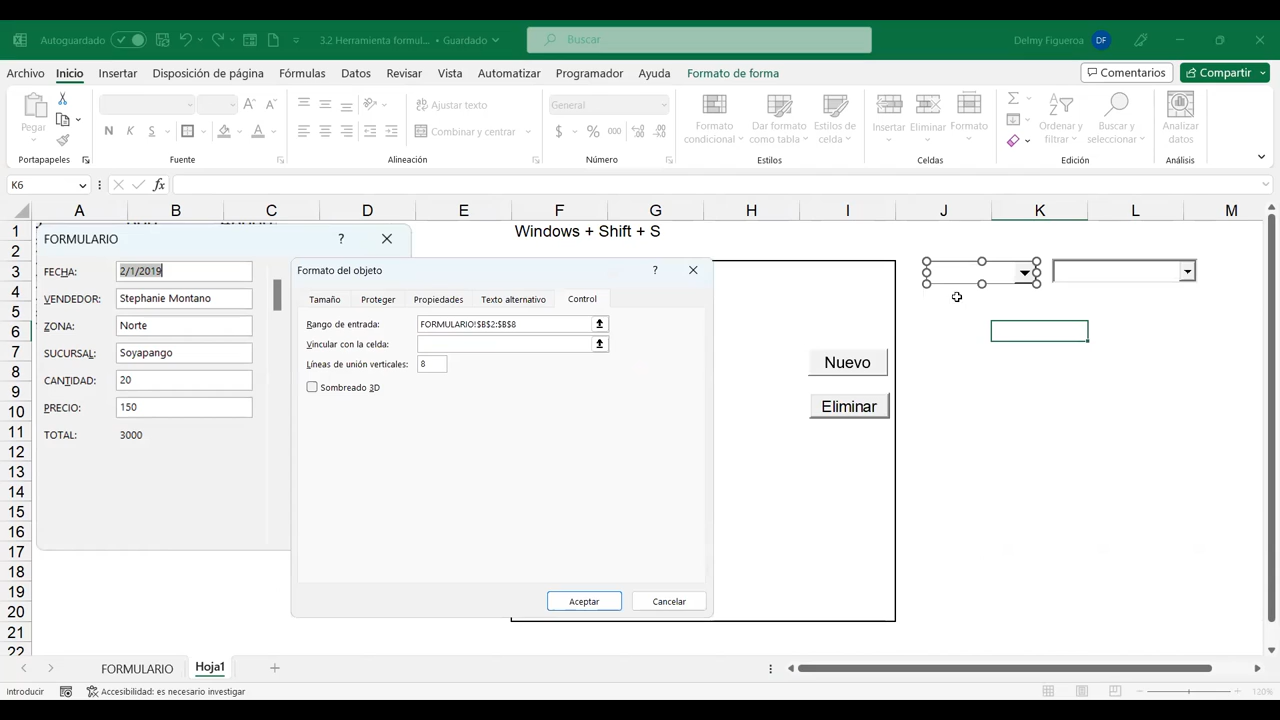 Autoguardado
3.2 Herramienta formul... • Guardado
Buscar
Delmy Figueroa
DF
Archivo Inicio Insertar Disposición de página Fórmulas Datos Revisar Vista Automatizar Programador Ayuda Formato de forma
Comentarios
Compartir
Pegar
N K S
Ajustar texto
Combinar y centrar
General
$ % 000
Formato condicional
Dar formato como tabla
Estilos de celda
Insertar Eliminar Formato
Ordenar y filtrar
Buscar y seleccionar
Analizar datos
Portapapeles Fuente Alineación Número Estilos Celdas Edición Análisis
K6
fx
A B C D E F G H I J K L M
1
Windows + Shift + S
2
3
4
5
6
7
8
9
10
11
12
13
14
15
16
17
18
19
20
21
22
FORMULARIO
?
FECHA: 2/1/2019
VENDEDOR: Stephanie Montano
ZONA: Norte
SUCURSAL: Soyapango
CANTIDAD: 20
PRECIO: 150
TOTAL: 3000
Formato del objeto
?
Tamaño Proteger Propiedades Texto alternativo Control
Rango de entrada: FORMULARIO!$B$2:$B$8
Vincular con la celda:
Líneas de unión verticales: 8
Sombreado 3D
Aceptar Cancelar
Nuevo
Eliminar
FORMULARIO Hoja1
Introducir
Accesibilidad: es necesario investigar
120%